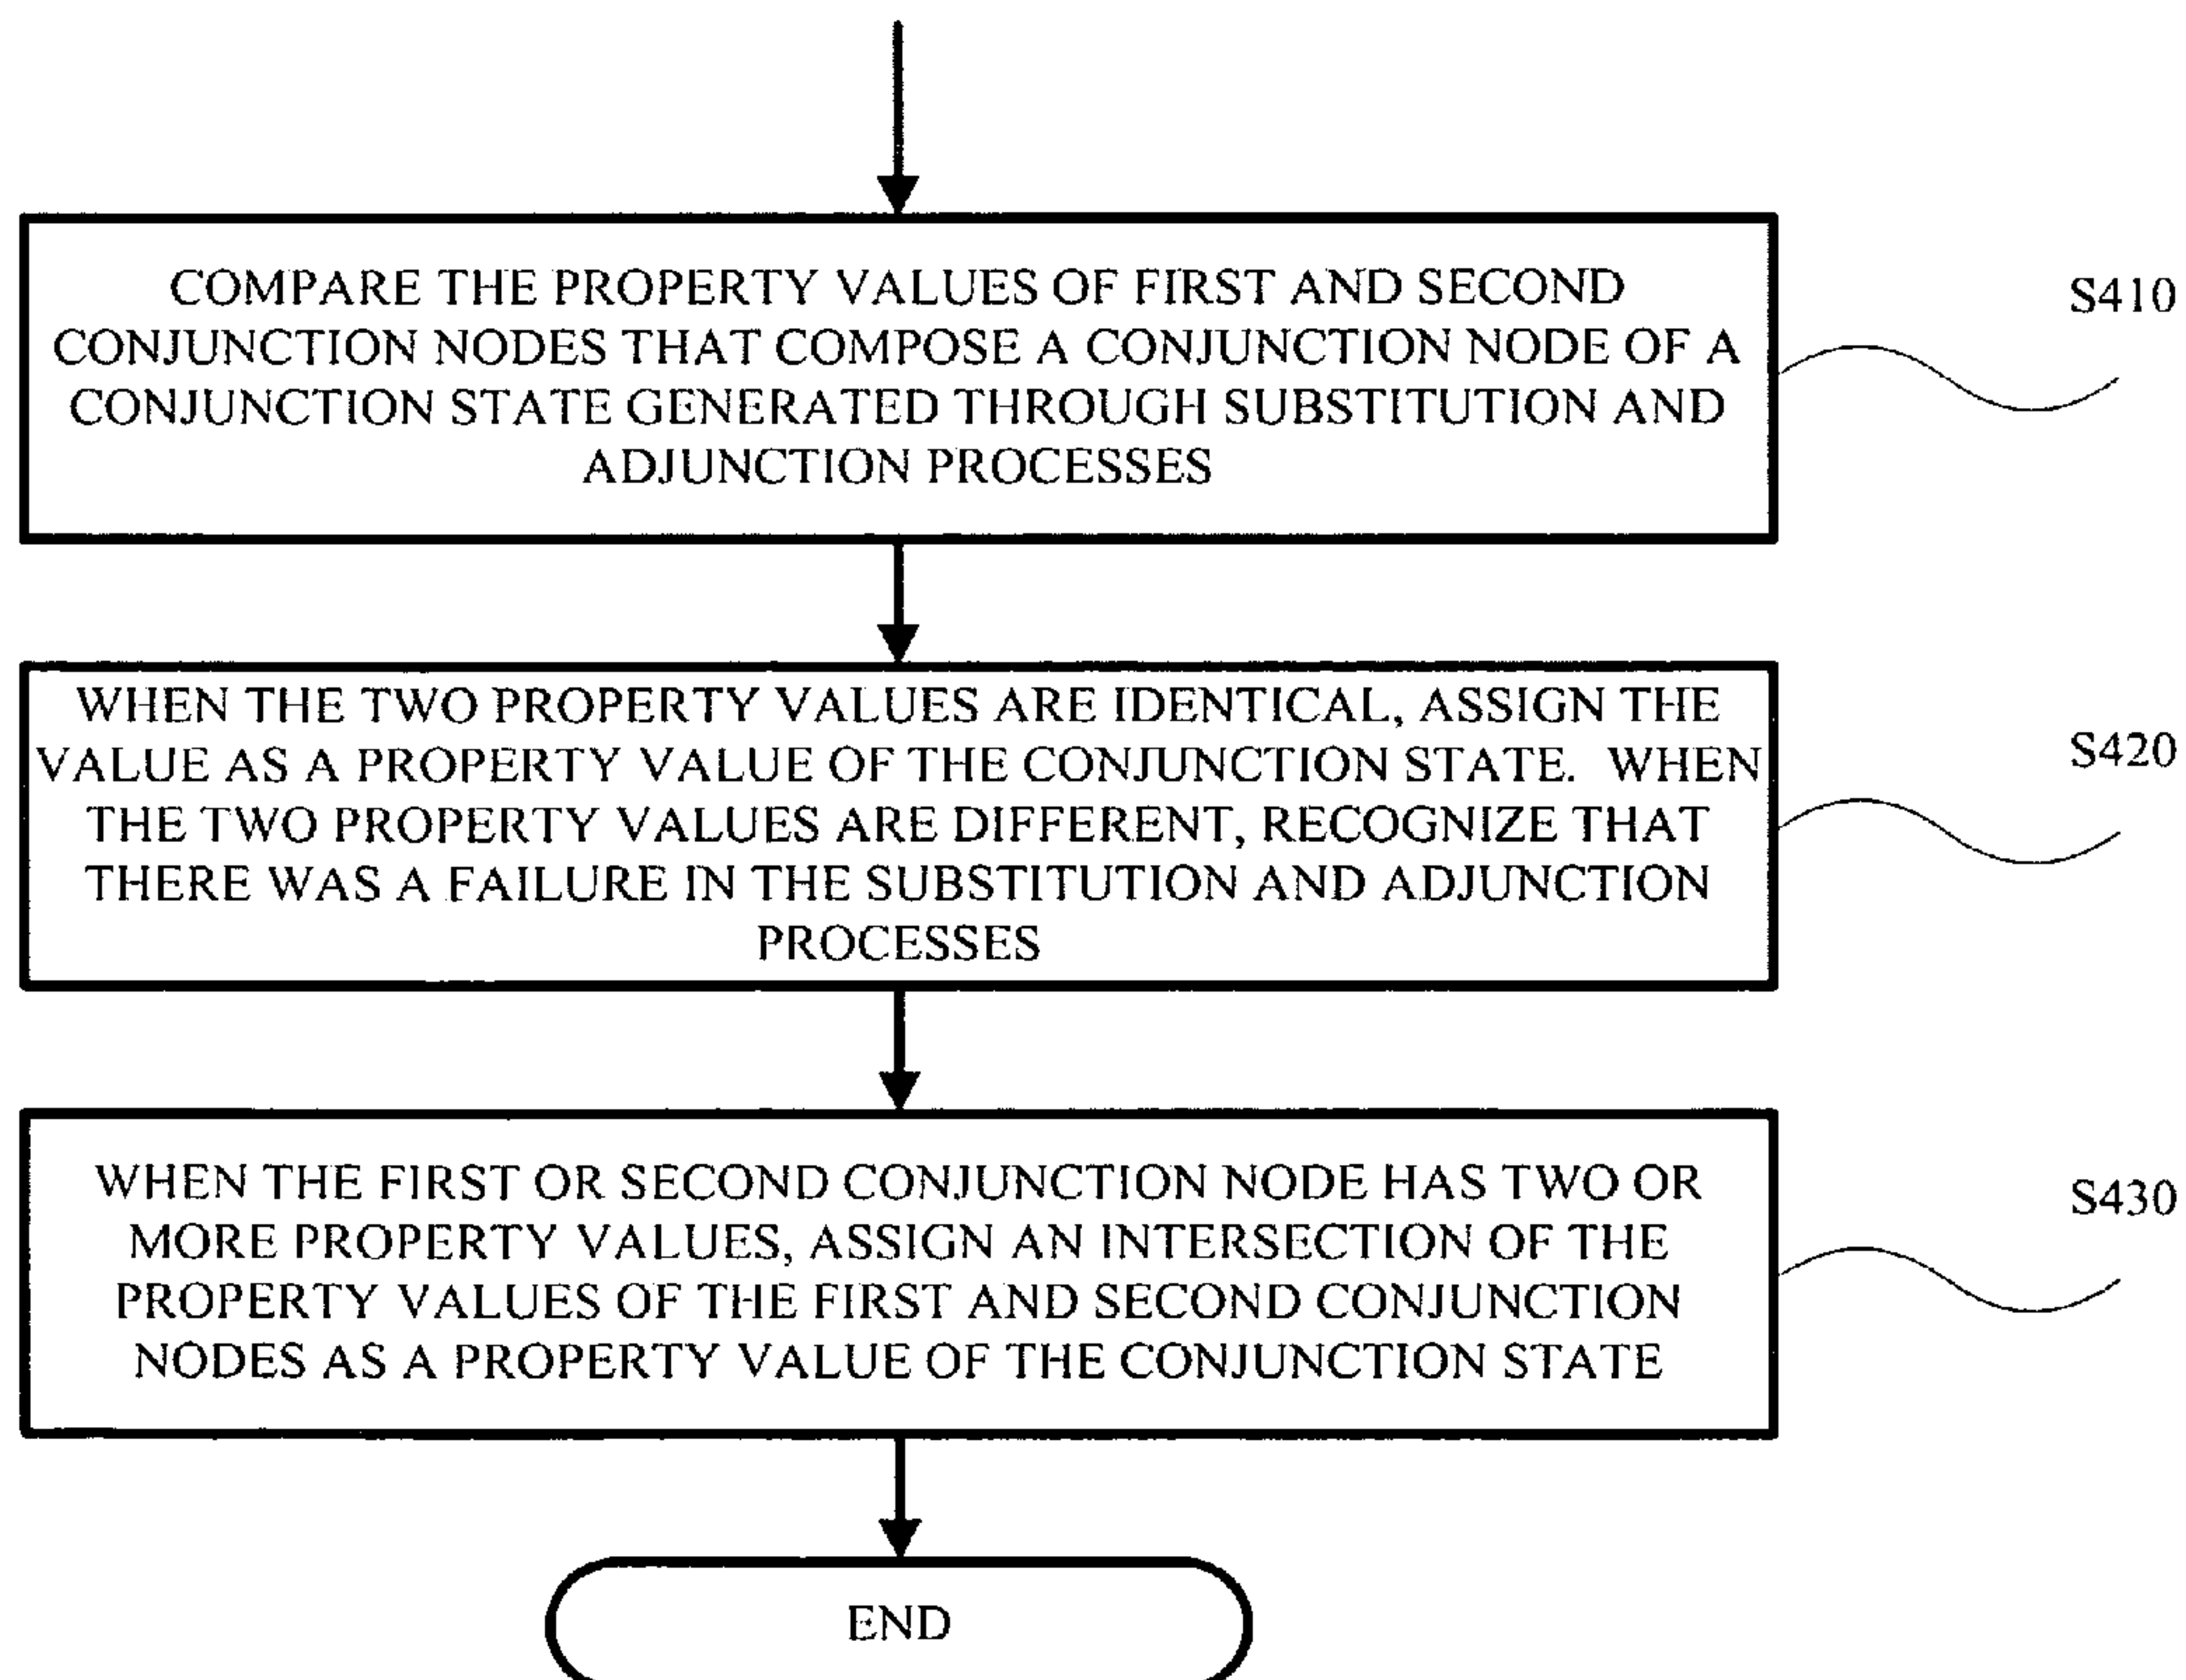 COMPARE THE PROPERTY VALUES OF FIRST AND SECOND
CONJUNCTION NODES THAT COMPOSE A CONJUNCTION NODE OF A
CONJUNCTION STATE GENERATED THROUGH SUBSTITUTION AND
ADJUNCTION PROCESSES
S410
WHEN THE TWO PROPERTY VALUES ARE IDENTICAL, ASSIGN THE
VALUE AS A PROPERTY VALUE OF THE CONJUNCTION STATE. WHEN
THE TWO PROPERTY VALUES ARE DIFFERENT, RECOGNIZE THAT
THERE WAS A FAILURE IN THE SUBSTITUTION AND ADJUNCTION
PROCESSES
S420
WHEN THE FIRST OR SECOND CONJUNCTION NODE HAS TWO OR
MORE PROPERTY VALUES, ASSIGN AN INTERSECTION OF THE
PROPERTY VALUES OF THE FIRST AND SECOND CONJUNCTION
NODES AS A PROPERTY VALUE OF THE CONJUNCTION STATE
S430
END